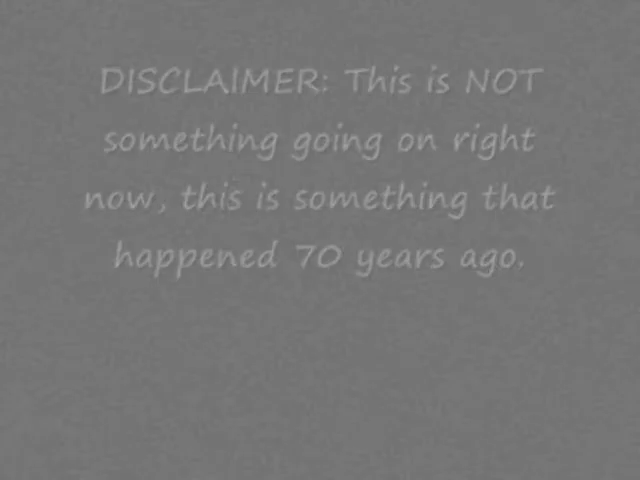 DISCLAIMER: This is NOT
something going on right
now, this is something that
happened 70 years ago.